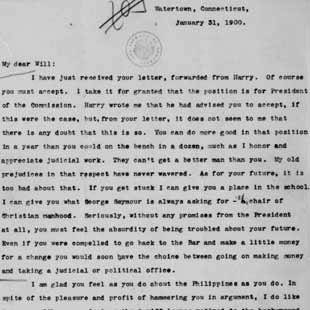 Watertown, Connecticut,
January 31, 1900.
My dear Will:
I have just received your letter, forwarded from Harry. Of course
you must accept. I take it for granted that the position is for President
of the Commission. Harry wrote me that he had advised you to accept, if
this were the case, but, from your letter, it does not seem to me that
there is any doubt that this is so. You can do more good in that position
in a year than you could on the bench in a dozen, much as I honor and
appreciate judicial work. They can't get a better man than you. My old
prejudices in that respect have never wavered. As for your future, it is
too bad about that. If you get stuck I can give you a place in the school.
I can give you what George Seymour is always asking for - "a chair of
Christian manhood. Seriously, without any promises from the President
at all, you must feel the absurdity of being troubled about your future.
Even if you were compelled to go back to the Bar and make a little money
for a change you would soon have the choice between going on making money
and taking a judicial or political office.
I am glad you feel as you do about the Philippines as you do. In
spite of the pleasure and profit of hammering you in argument, I do like